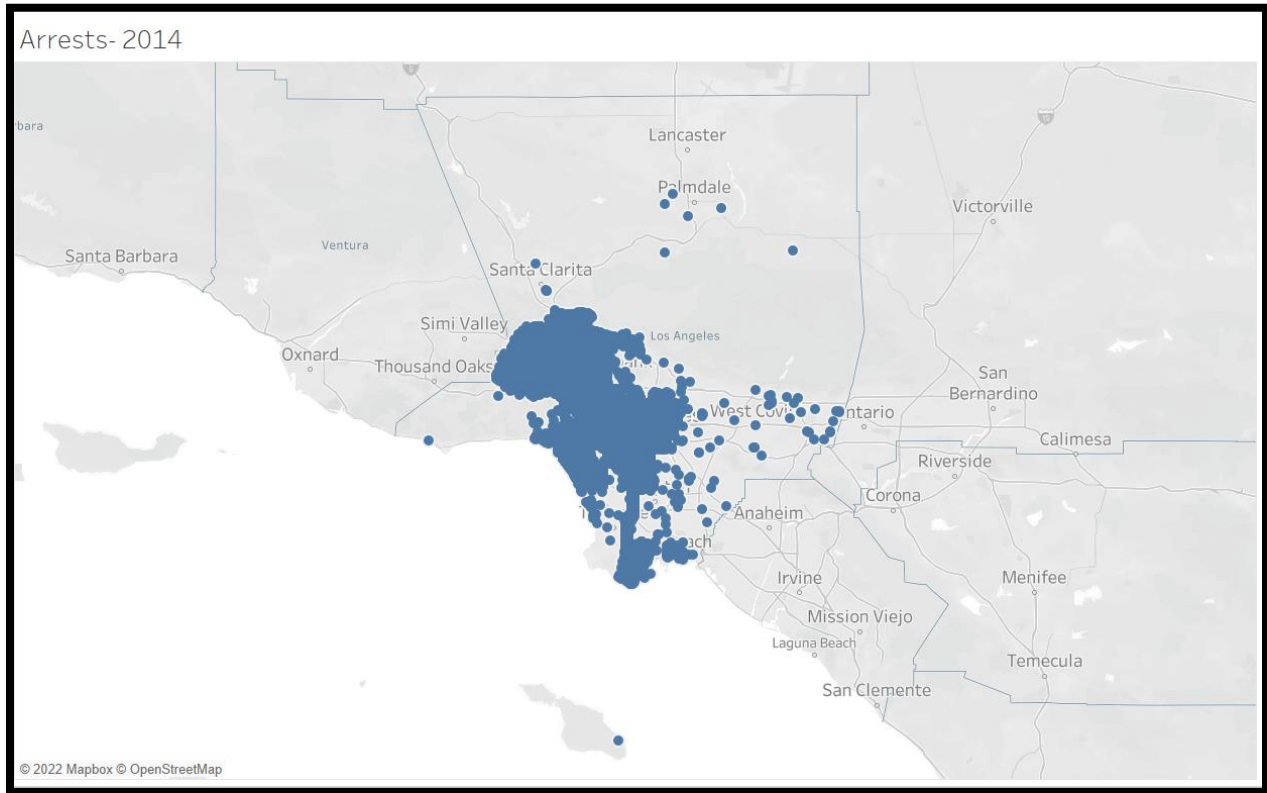 Arrests- 2014
bara
Lancaster
Palmdale
Victorville
Ventura
Santa Barbara
Santa Clarita
Simi Valley
Los Angeles
Oxnard
Thousand Oaks
San
Bernardino
West Covi
ntario
Calimesa
Riverside
Corona
Anaheim
ach
Irvine
Menifee
Mission Viejo
Laguna Beach
Temecula
San Clemente
© 2022 Mapbox © OpenStreetMap